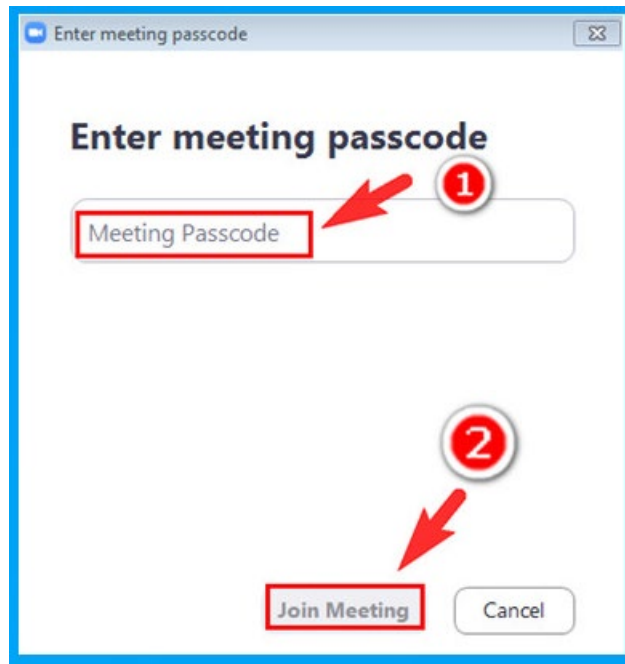 Enter meeting passcode
Enter meeting passcode
1
Meeting Passcode
2
Join Meeting
Cancel